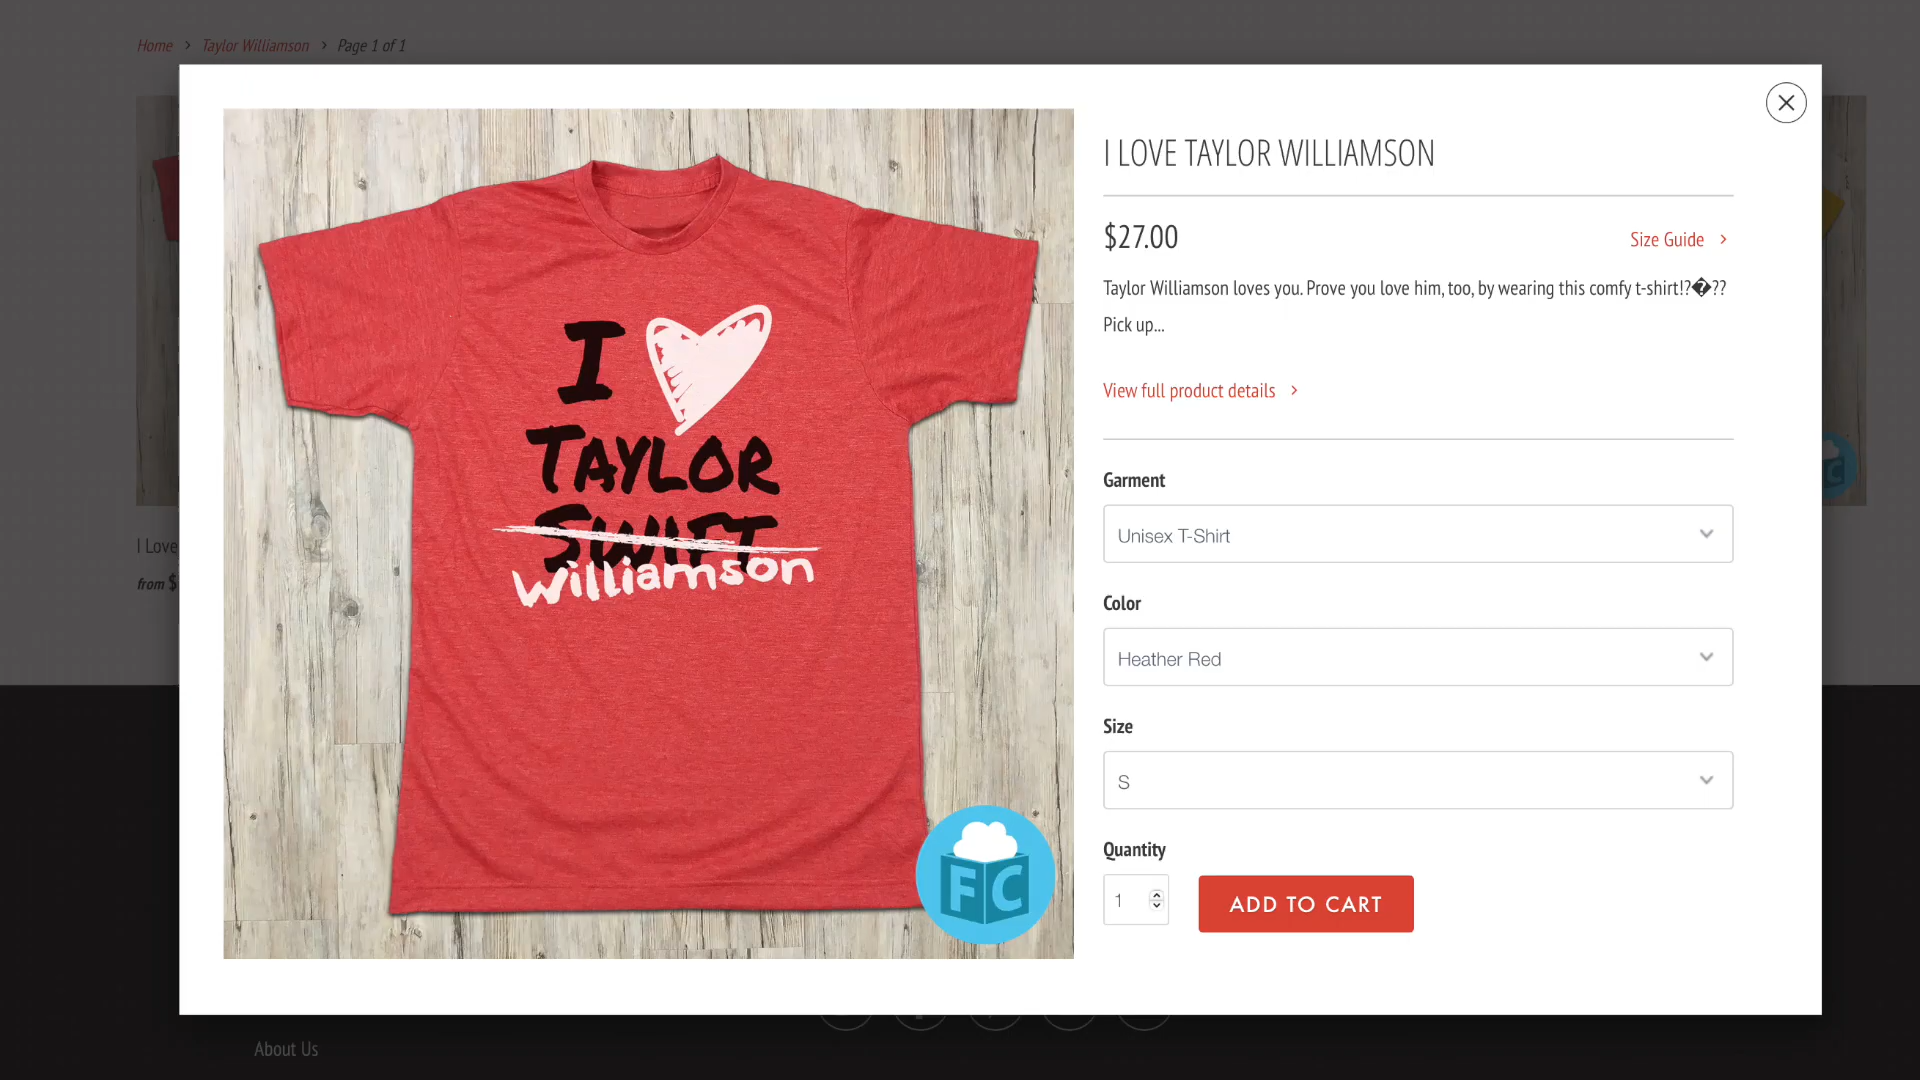 Home > Taylor Williamson > Page 1 of 1
I LOVE TAYLOR WILLIAMSON
$27.00
Size Guide >
Taylor Williamson loves you. Prove you love him, too, by wearing this comfy t-shirt!?�??
Pick up...
View full product details >
Garment
Unisex T-Shirt
Color
Heather Red
Size
S
Quantity
1
ADD TO CART
I
TAYLOR
SWIFT
Williamson
FC
I Love
from $
C
About Us